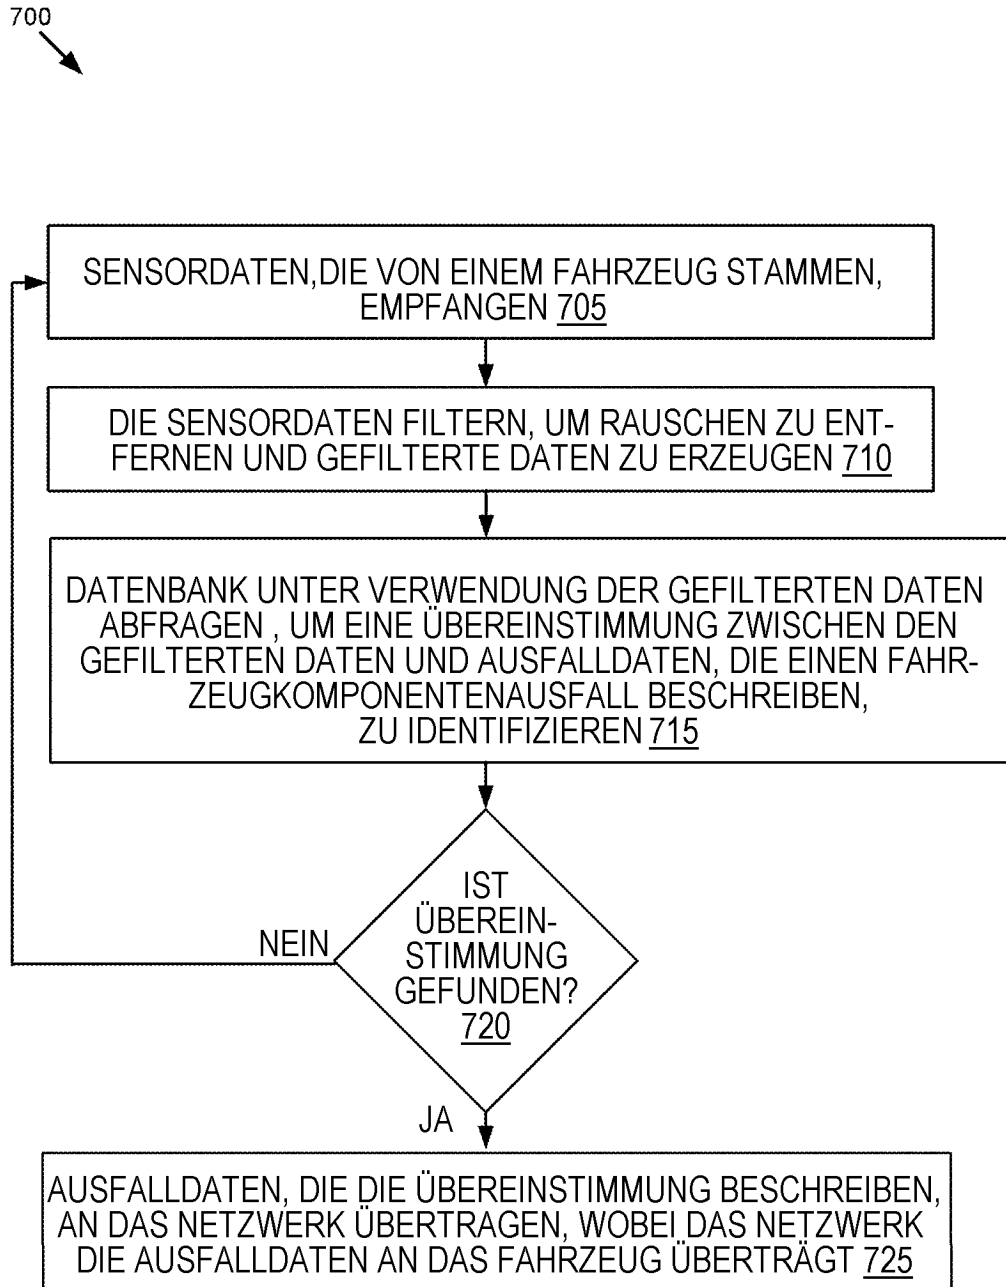 700
SENSORDATEN,DIE VON EINEM FAHRZEUG STAMMEN,
EMPFANGEN 705
DIE SENSORDATEN FILTERN, UM RAUSCHEN ZU ENT-
FERNEN UND GEFILTERTE DATEN ZU ERZEUGEN 710
DATENBANK UNTER VERWENDUNG DER GEFILTERTEN DATEN
ABFRAGEN , UM EINE ÜBEREINSTIMMUNG ZWISCHEN DEN
GEFILTERTEN DATEN UND AUSFALLDATEN, DIE EINEN FAHR-
ZEUGKOMPONENTENAUSFALL BESCHREIBEN,
ZU IDENTIFIZIEREN 715
IST
ÜBEREIN-
STIMMUNG
GEFUNDEN?
720
NEIN
JA
AUSFALLDATEN, DIE DIE ÜBEREINSTIMMUNG BESCHREIBEN,
AN DAS NETZWERK ÜBERTRAGEN, WOBEI DAS NETZWERK
DIE AUSFALLDATEN AN DAS FAHRZEUG ÜBERTRÄGT 725